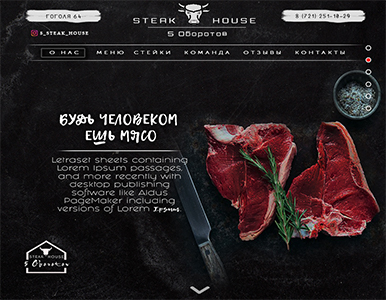 ГОГОЛЯ 64
STEAK HOUSE
5 Оборотов
8 (721) 251-18-29
5_STEAK_HOUSE
О НАС МЕНЮ СТЕЙКИ КОМАНДА ОТЗЫВЫ КОНТАКТЫ
БУДЬ ЧЕЛОВЕКОМ
ЕШЬ МЯСО
Letraset sheets containing
Lorem Ipsum passages,
and more recently with
desktop publishing
software like Aldus
PageMaker including
versions of Lorem Ipsum.
STEAK HOUSE
5 Оборотов